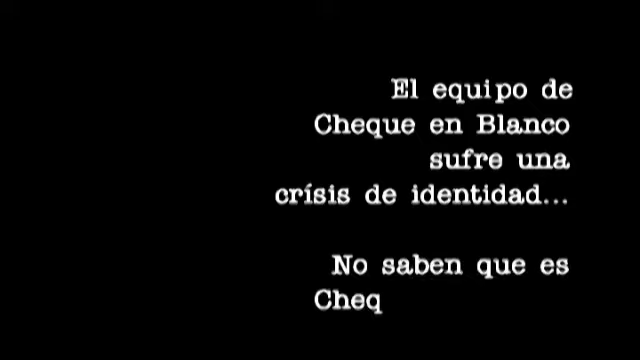 El equipo de
Cheque en Blanco
sufre una
crísis de identidad...
No saben que es
Cheq